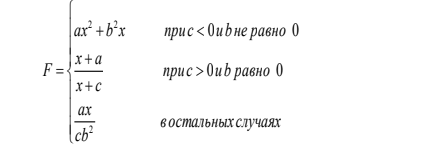 ax² + b²x при c < 0 и b не равно 0
F = { (x + a)/(x + c) при c > 0 и b равно 0
ax/(cb²) в остальных случаях